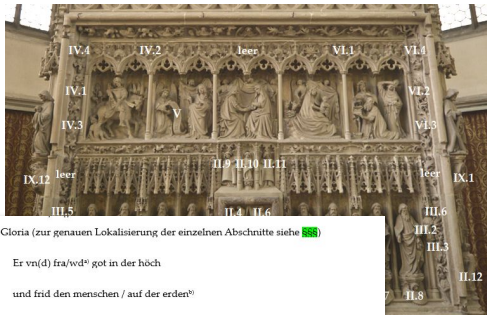 IV.4 IV.2 leer VI.1 VI.4
IV.1 V VI.2
IV.3 VI.3
II.9 II.10 II.11
IX.12 leer leer IX.1
III.5 II.4 II.6 III.6
III.2
III.3
II.12
7 II.8
Gloria (zur genauen Lokalisierung der einzelnen Abschnitte siehe §§§)
Er vn(d) fra/wdᵃ⁾ got in der höch
und frid den menschen / auf der erdenᵇ⁾